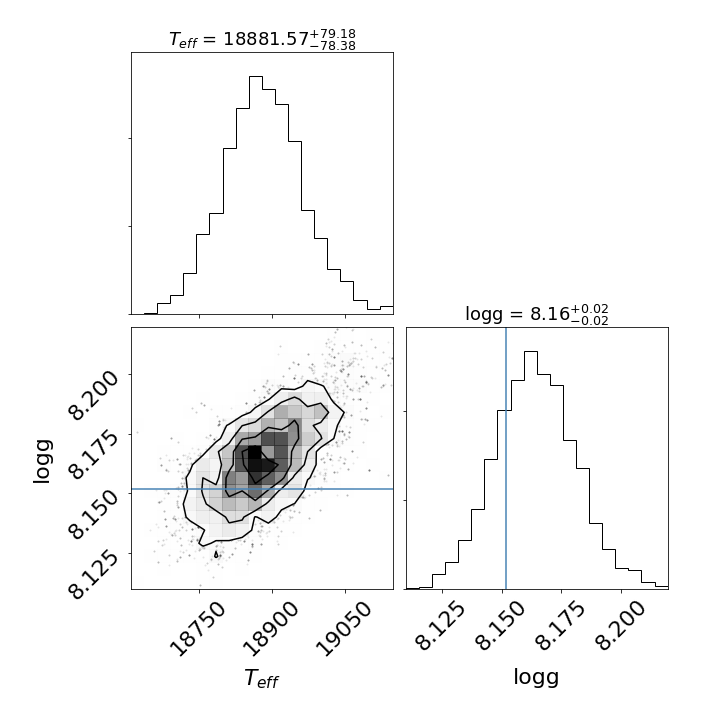 T_eff = 18881.57^{+79.18}_{−78.38}
logg = 8.16^{+0.02}_{−0.02}
logg
8.200
8.175
8.150
8.125
18750 18900 19050
T_eff
8.125 8.150 8.175 8.200
logg